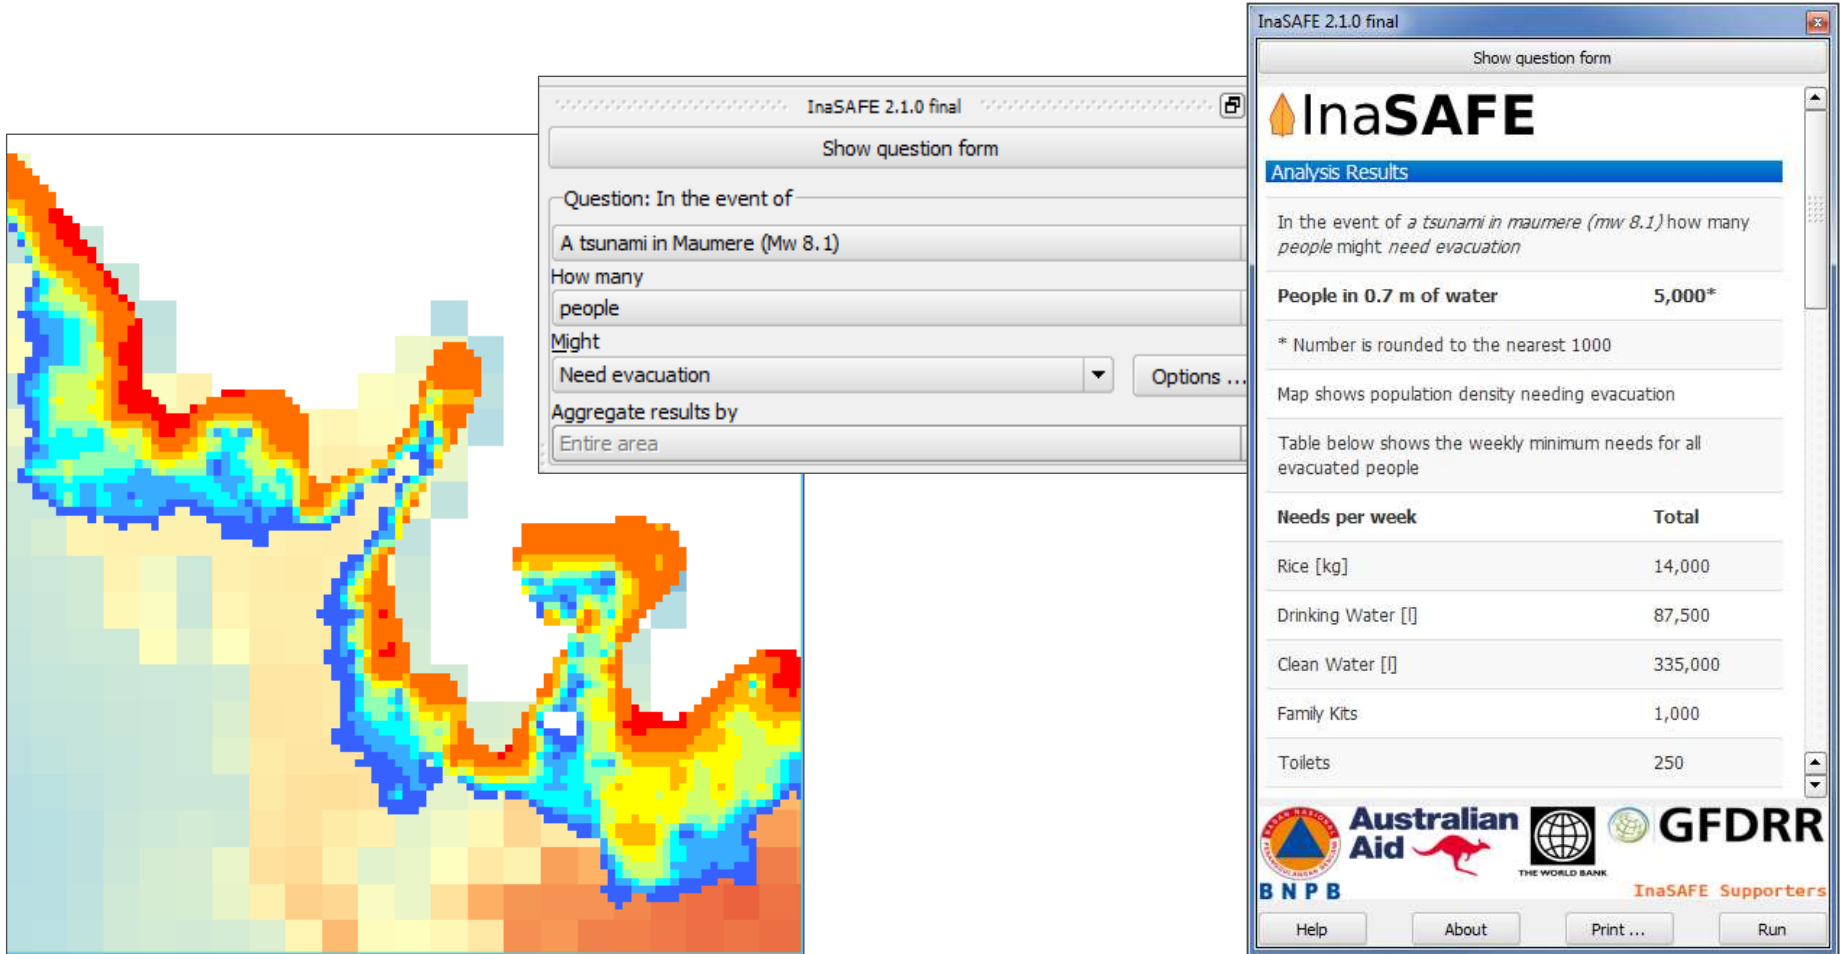 InaSAFE 2.1.0 final
Show question form
Question: In the event of
A tsunami in Maumere (Mw 8.1)
How many
people
Might
Need evacuation
Options ...
Aggregate results by
Entire area
InaSAFE 2.1.0 final
Show question form
InaSAFE
Analysis Results
In the event of a tsunami in maumere (mw 8.1) how many
people might need evacuation
People in 0.7 m of water 5,000*
* Number is rounded to the nearest 1000
Map shows population density needing evacuation
Table below shows the weekly minimum needs for all
evacuated people
Needs per week Total
Rice [kg] 14,000
Drinking Water [l] 87,500
Clean Water [l] 335,000
Family Kits 1,000
Toilets 250
BNPB
Australian
Aid
THE WORLD BANK
GFDRR
InaSAFE Supporters
Help About Print ... Run